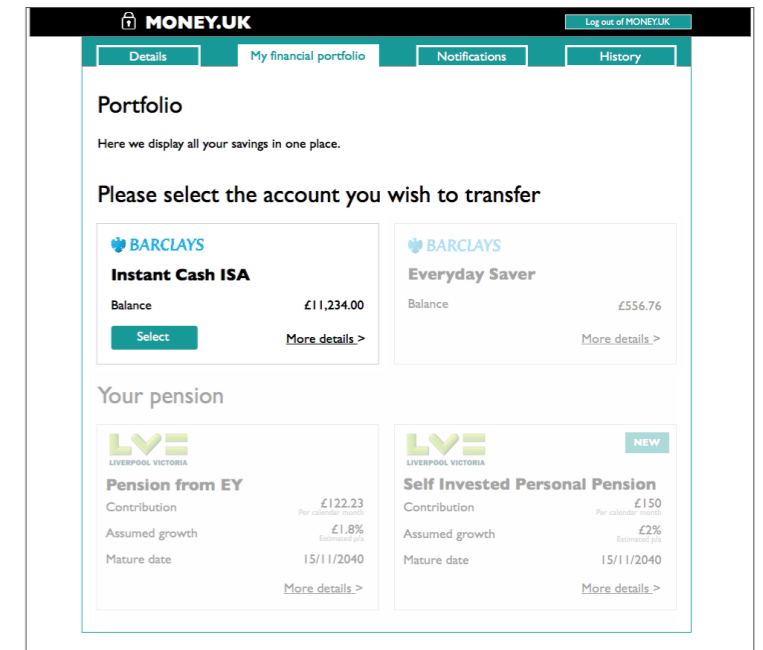 MONEY.UK
Log out of MONEY.UK
Details
My financial portfolio
Notifications
History
Portfolio
Here we display all your savings in one place.
Please select the account you wish to transfer
BARCLAYS
Instant Cash ISA
Balance £11,234.00
Select More details >
BARCLAYS
Everyday Saver
Balance £556.76
More details >
Your pension
LV=
LIVERPOOL VICTORIA
Pension from EY
Contribution £122.23
Per calendar month
Assumed growth £1.8%
Estimated p/a
Mature date 15/11/2040
More details >
LV=
LIVERPOOL VICTORIA
NEW
Self Invested Personal Pension
Contribution £150
Per calendar month
Assumed growth £2%
Estimated p/a
Mature date 15/11/2040
More details >